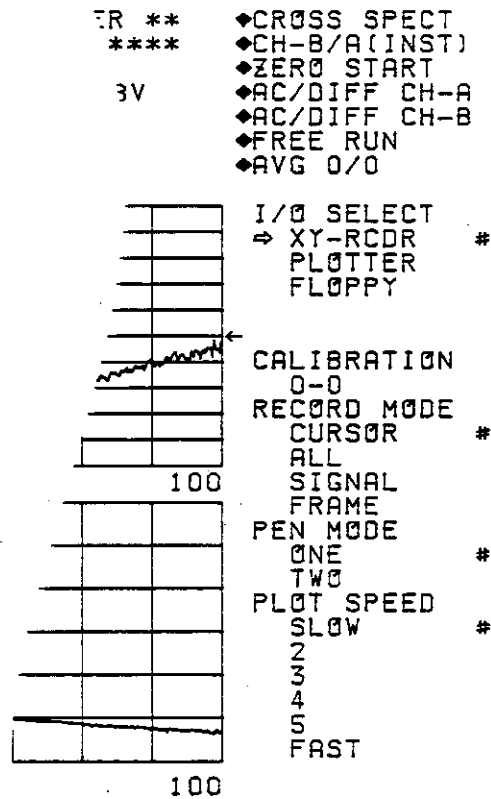 ER ** ◆CROSS SPECT
**** ◆CH-B/A(INST)
◆ZERO START
3V ◆AC/DIFF CH-A
◆AC/DIFF CH-B
◆FREE RUN
◆AVG 0/0
I/O SELECT
⇨ XY-RCDR #
PLOTTER
FLOPPY
←
CALIBRATION
0-0
RECORD MODE
CURSOR #
ALL
100 SIGNAL
FRAME
PEN MODE
ONE #
TWO
PLOT SPEED
SLOW #
2
3
4
5
FAST
100